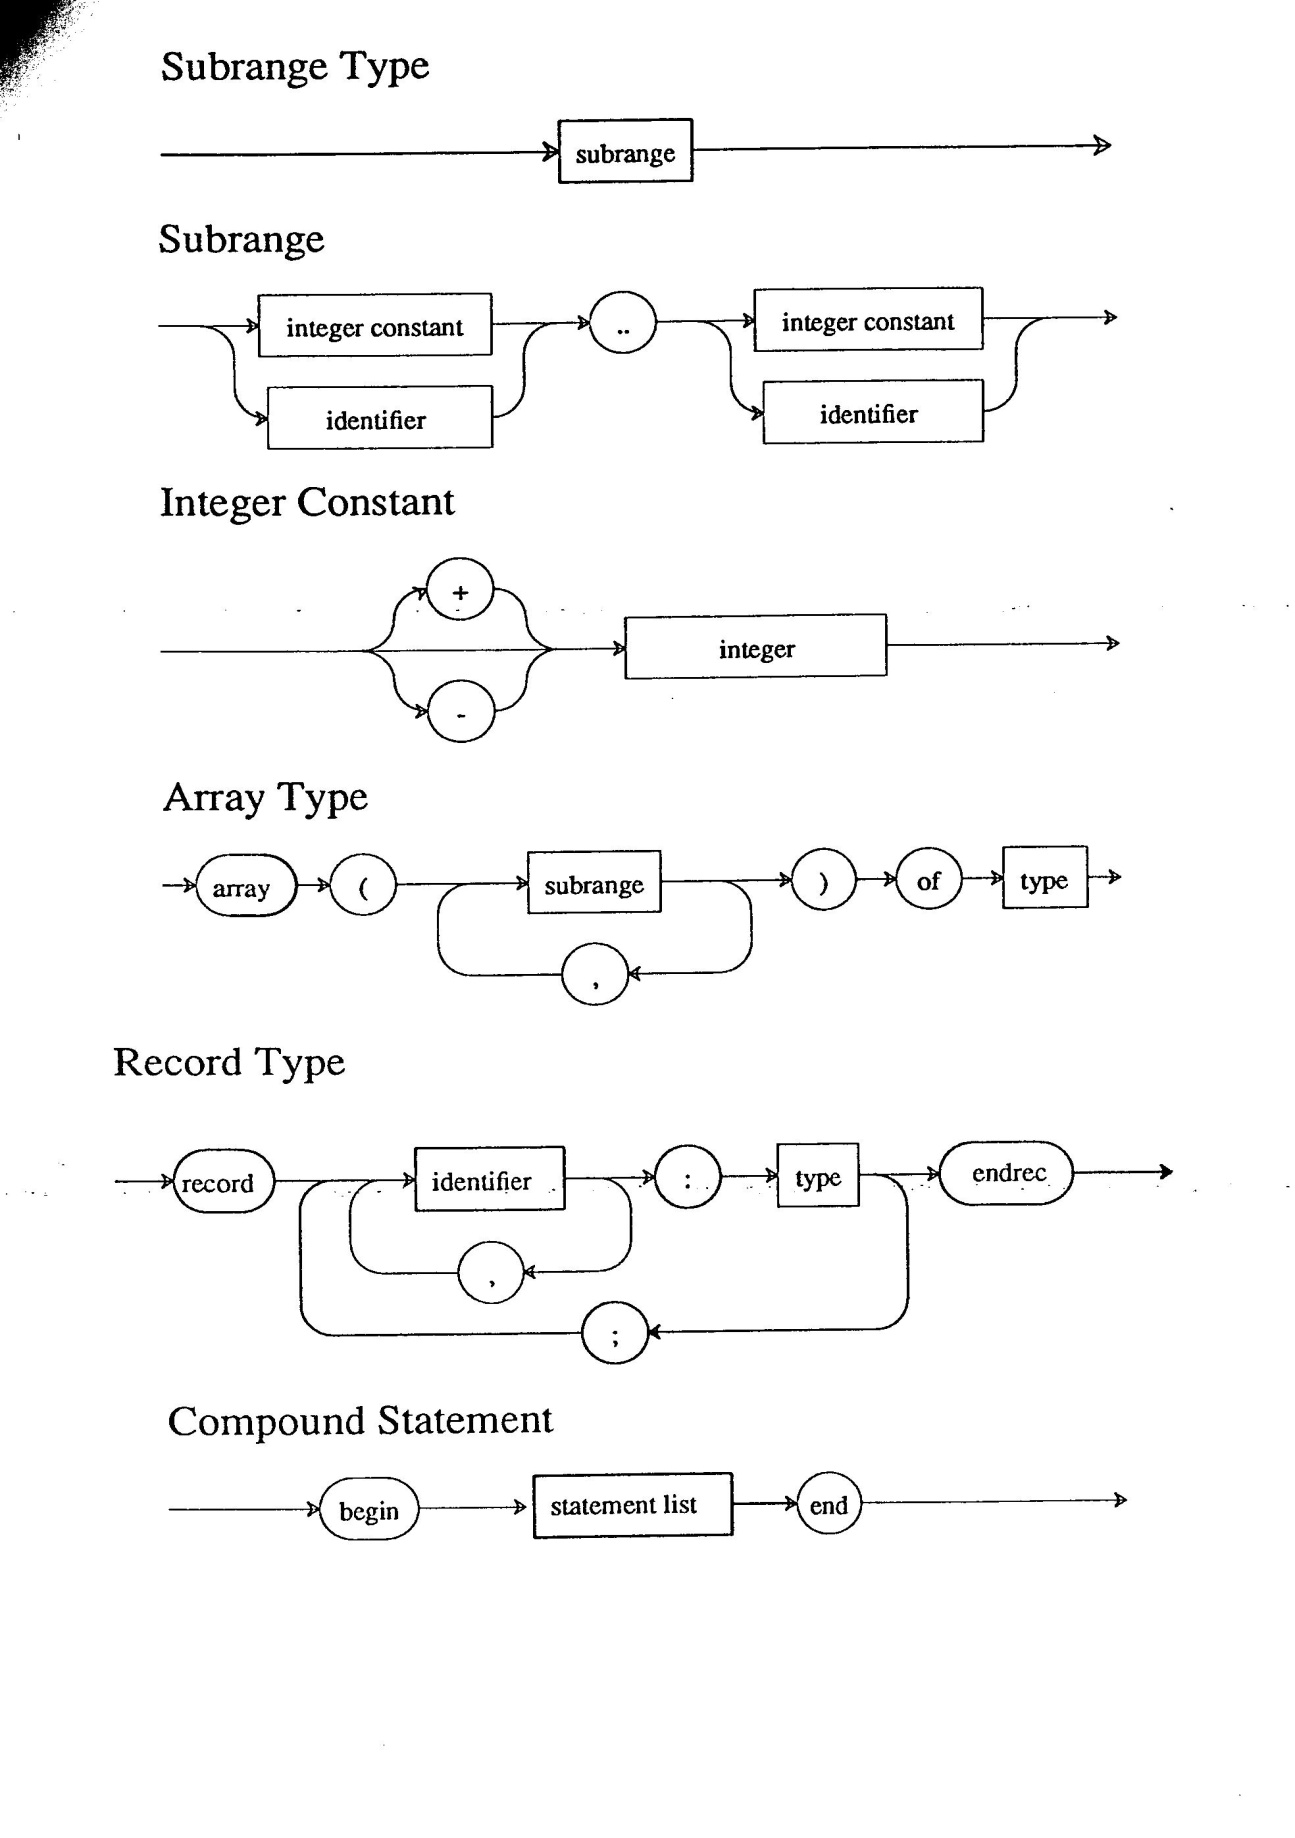 Subrange Type
subrange
Subrange
integer constant .. integer constant
identifier identifier
Integer Constant
+
integer
-
Array Type
array ( subrange ) of type
,
Record Type
record identifier : type endrec
,
;
Compound Statement
begin statement list end